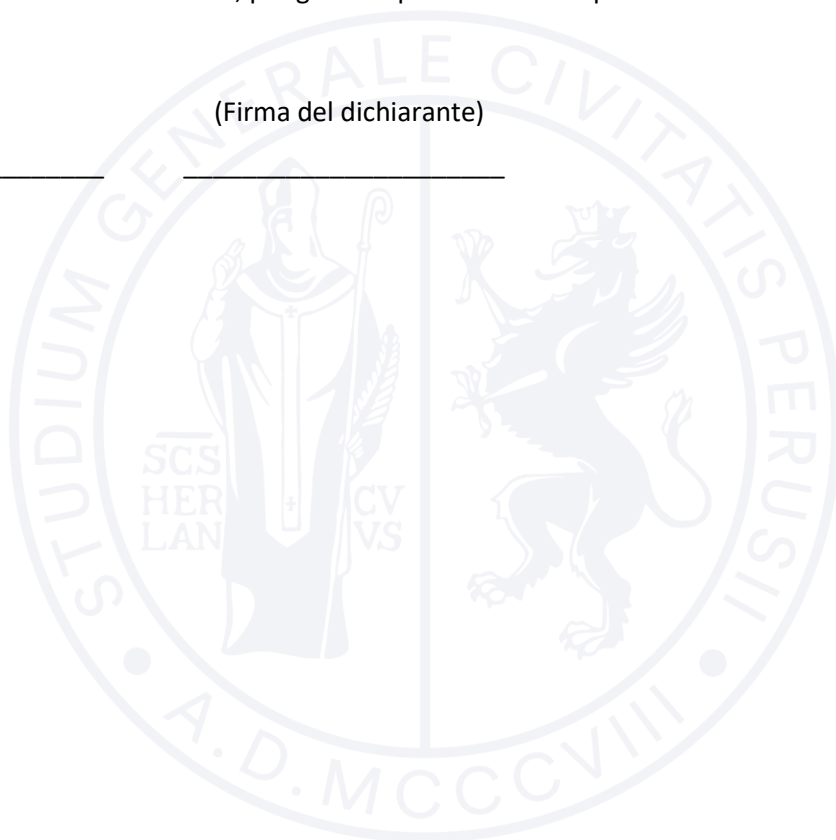 (Firma del dichiarante)
STUDIUM GENERALE CIVITATIS PERUSII
A.D. MCCCVIII
SCS
HER
LAN
CV
VS